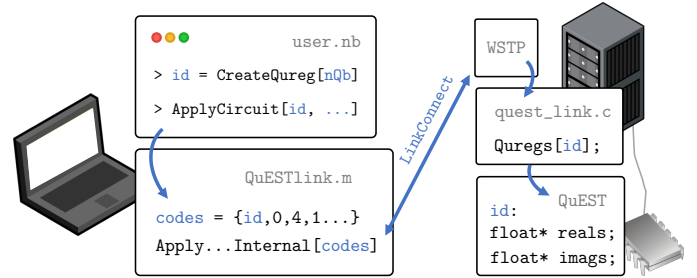 user.nb
> id = CreateQureg[nQb]
> ApplyCircuit[id, ...]
QuESTlink.m
codes = {id,0,4,1...}
Apply...Internal[codes]
LinkConnect
WSTP
quest_link.c
Quregs[id];
QuEST
id:
float* reals;
float* imags;